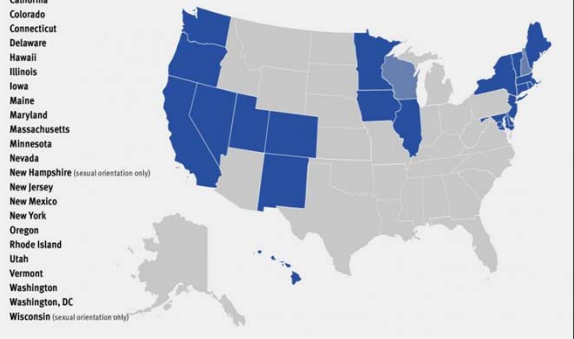 California
Colorado
Connecticut
Delaware
Hawaii
Illinois
Iowa
Maine
Maryland
Massachusetts
Minnesota
Nevada
New Hampshire (sexual orientation only)
New Jersey
New Mexico
New York
Oregon
Rhode Island
Utah
Vermont
Washington
Washington, DC
Wisconsin (sexual orientation only)